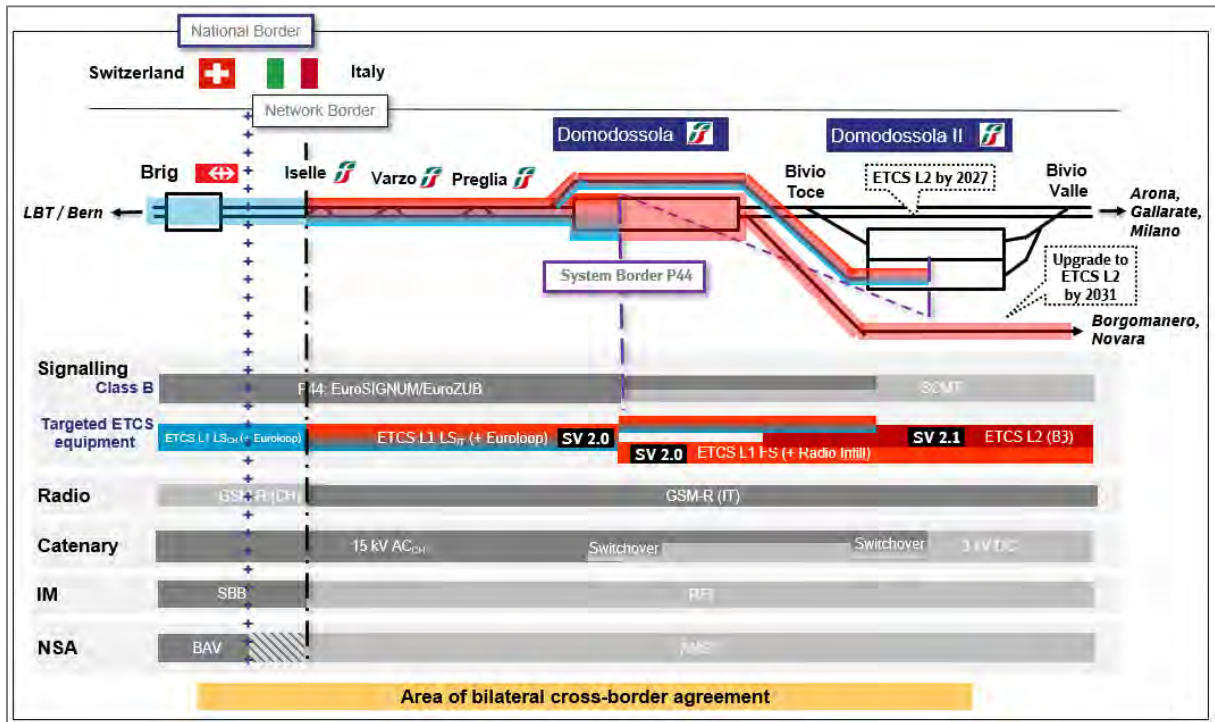 National Border
Switzerland
Italy
Network Border
Domodossola
Domodossola II
Brig
Iselle
Varzo
Preglia
Bivio
Toce
ETCS L2 by 2027
Bivio
Valle
LBT / Bern
Arona,
Gallarate,
Milano
System Border P44
Upgrade to
ETCS L2
by 2031
Borgomanero,
Novara
Signalling
Class B
P44: EuroSIGNUM/EuroZUB
SCMT
Targeted ETCS
equipment
ETCS L1 LSCH (+ Euroloop)
ETCS L1 LSIT (+ Euroloop)
SV 2.0
SV 2.0
ETCS L1 FS (+ Radio Infill)
SV 2.1
ETCS L2 (B3)
Radio
GSM-R (CH)
GSM-R (IT)
Catenary
15 kV ACCH
Switchover
Switchover
3 kV DC
IM
SBB
RFI
NSA
BAV
Area of bilateral cross-border agreement